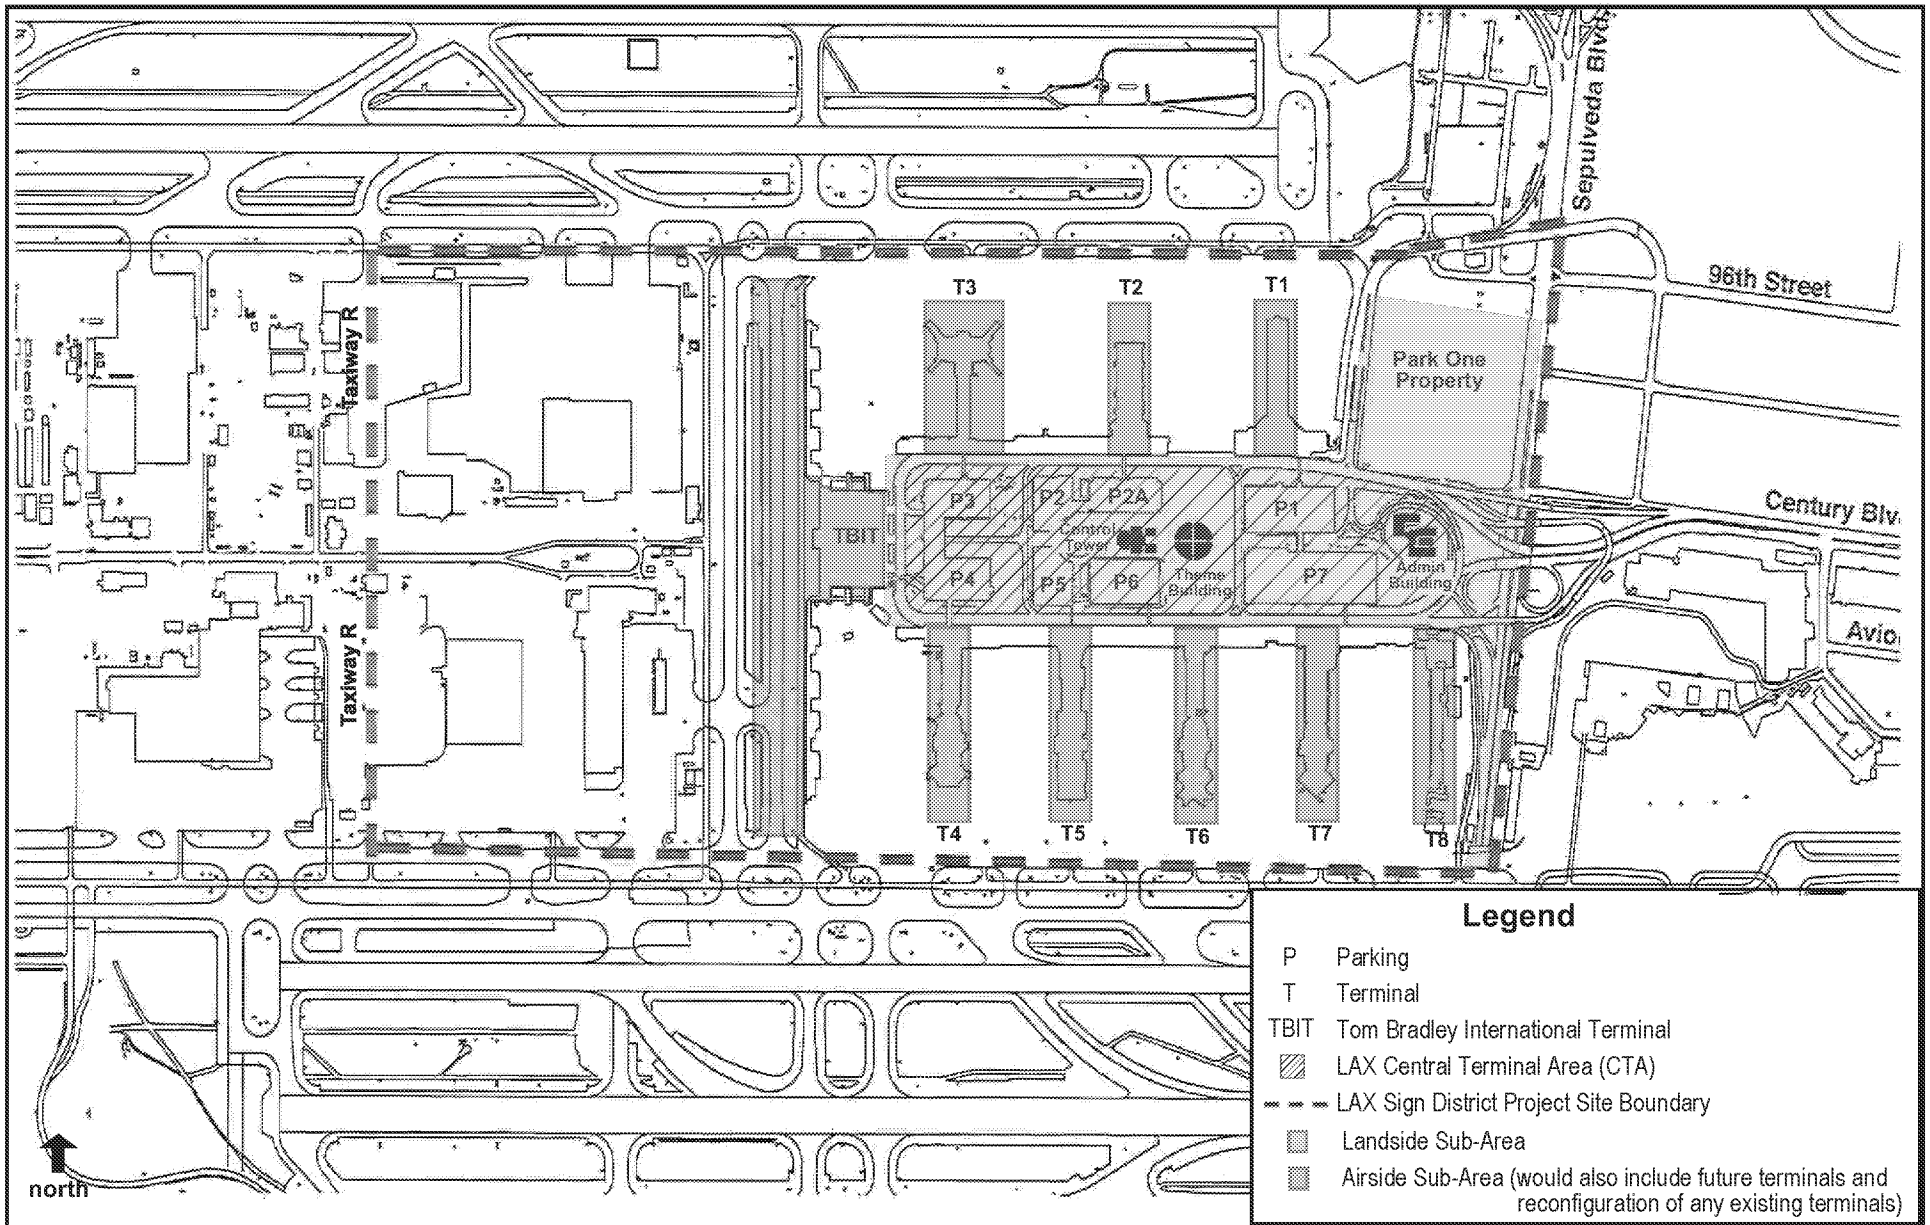 Sepulveda Blvd.
96th Street
T3
T2
T1
Taxiway R
Park One
Property
Century Blv
P3
P2
P2A
P1
TBIT
Control
Tower
P4
P5
P6
Theme
Building
P7
Admin
Building
Avio
Taxiway R
T4
T5
T6
T7
T8
north
Legend
P Parking
T Terminal
TBIT Tom Bradley International Terminal
LAX Central Terminal Area (CTA)
LAX Sign District Project Site Boundary
Landside Sub-Area
Airside Sub-Area (would also include future terminals and
reconfiguration of any existing terminals)